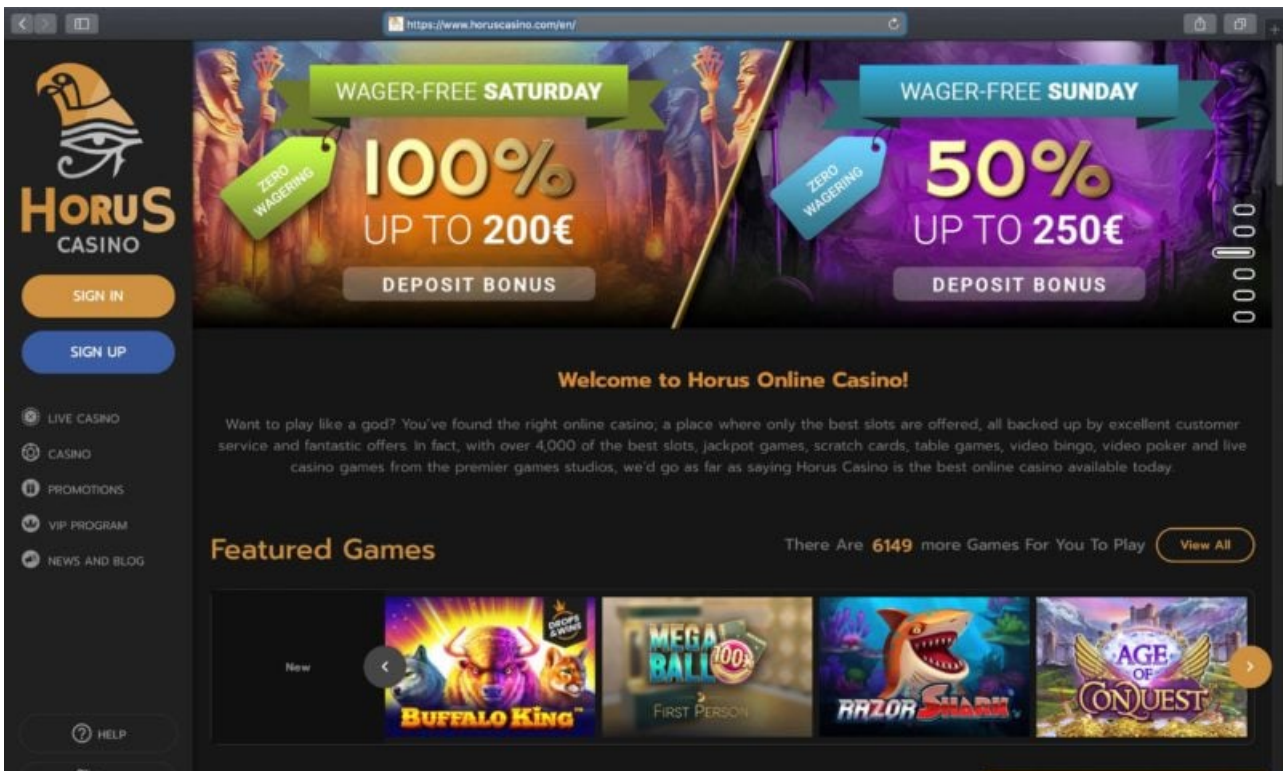 https://www.horuscasino.com/en/
HORUS
CASINO
SIGN IN
SIGN UP
LIVE CASINO
CASINO
PROMOTIONS
VIP PROGRAM
NEWS AND BLOG
HELP
WAGER-FREE SATURDAY
ZERO
WAGERING
100%
UP TO 200€
DEPOSIT BONUS
WAGER-FREE SUNDAY
ZERO
WAGERING
50%
UP TO 250€
DEPOSIT BONUS
Welcome to Horus Online Casino!
Want to play like a god? You've found the right online casino; a place where only the best slots are offered, all backed up by excellent customer
service and fantastic offers. In fact, with over 4,000 of the best slots, jackpot games, scratch cards, table games, video bingo, video poker and live
casino games from the premier games studios, we'd go as far as saying Horus Casino is the best online casino available today.
Featured Games
There Are 6149 more Games For You To Play
View All
New
DROPS
& WINS
BUFFALO KING™
MEGA
BALL
100x
FIRST PERSON
RAZOR SHARK
AGE
OF
CONQUEST